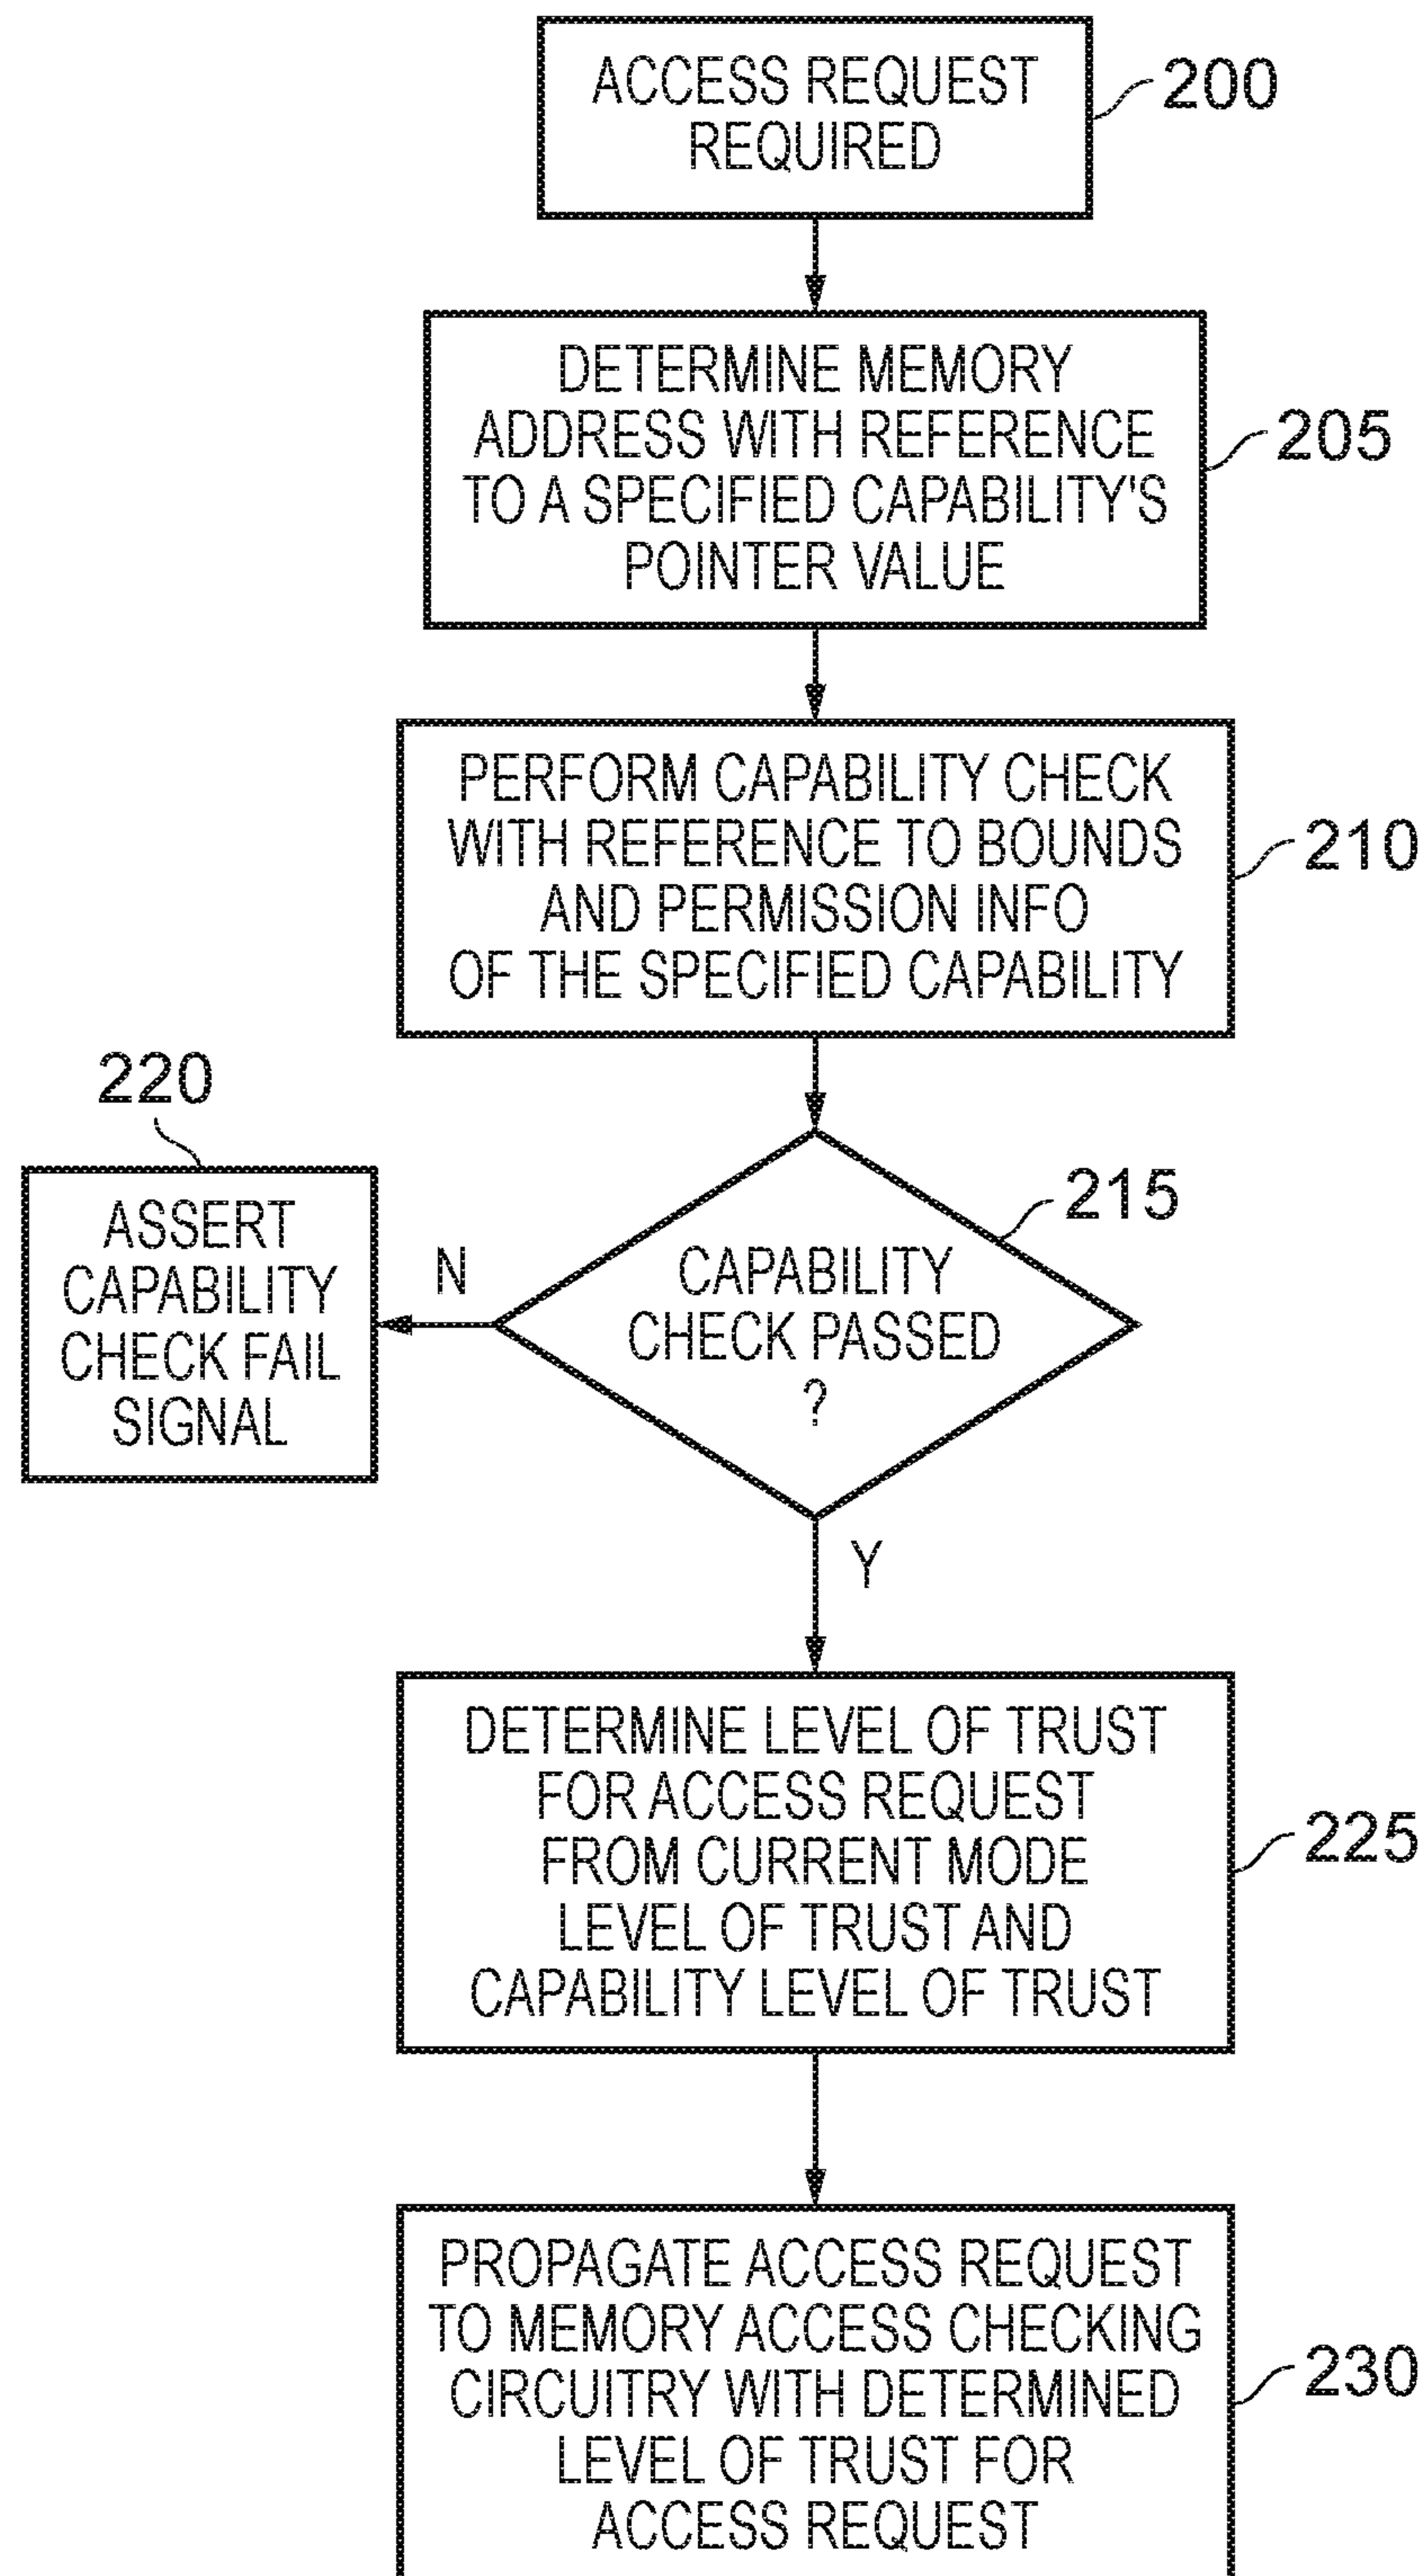 ACCESS REQUEST
REQUIRED
200
DETERMINE MEMORY
ADDRESS WITH REFERENCE
TO A SPECIFIED CAPABILITY'S
POINTER VALUE
205
PERFORM CAPABILITY CHECK
WITH REFERENCE TO BOUNDS
AND PERMISSION INFO
OF THE SPECIFIED CAPABILITY
210
220
ASSERT
CAPABILITY
CHECK FAIL
SIGNAL
N
215
CAPABILITY
CHECK PASSED
?
Y
DETERMINE LEVEL OF TRUST
FOR ACCESS REQUEST
FROM CURRENT MODE
LEVEL OF TRUST AND
CAPABILITY LEVEL OF TRUST
225
PROPAGATE ACCESS REQUEST
TO MEMORY ACCESS CHECKING
CIRCUITRY WITH DETERMINED
LEVEL OF TRUST FOR
ACCESS REQUEST
230